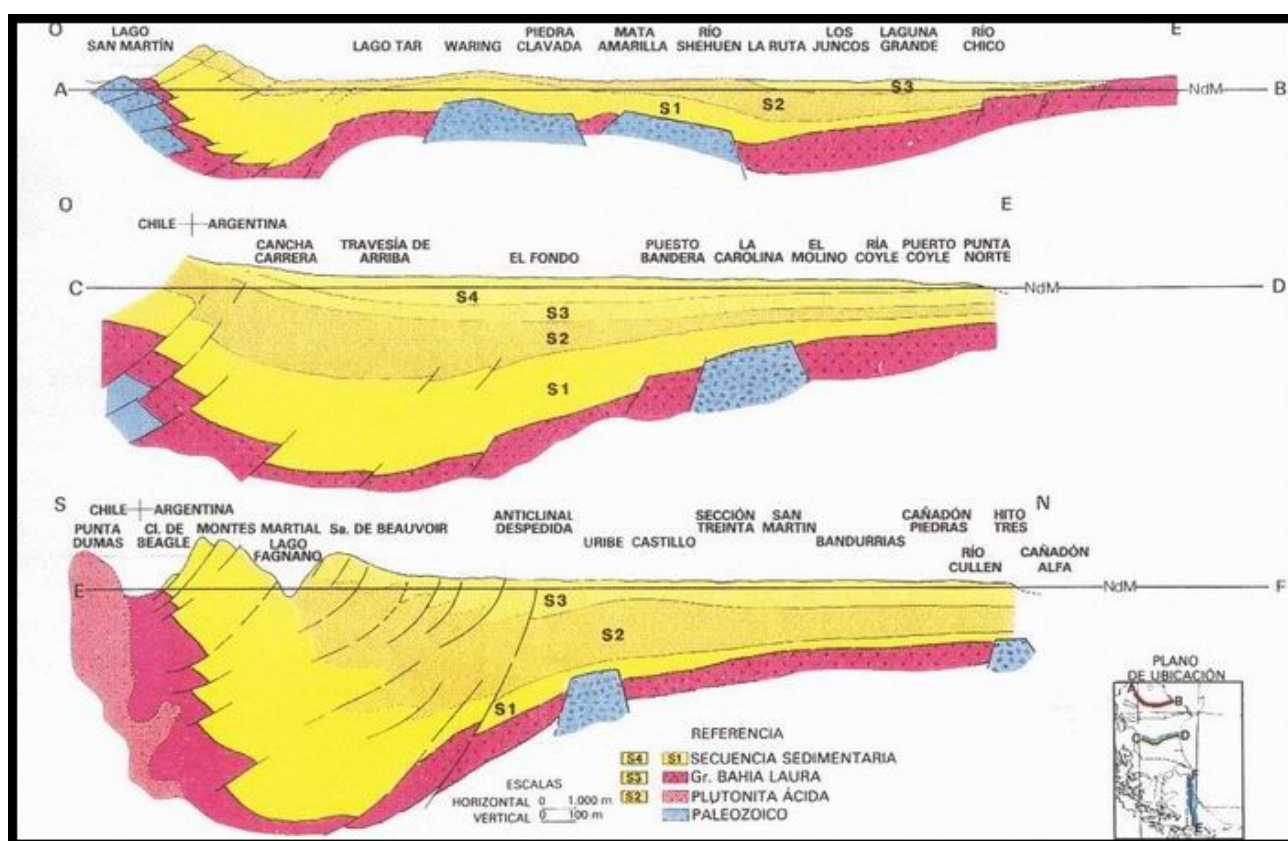 O E
LAGO SAN MARTÍN LAGO TAR WARING PIEDRA CLAVADA MATA AMARILLA RÍO SHEHUEN LA RUTA LOS JUNCOS LAGUNA GRANDE RÍO CHICO
A NdM B
S3
S1 S2
O E
CHILE ARGENTINA
CANCHA CARRERA TRAVESÍA DE ARRIBA EL FONDO PUESTO BANDERA LA CAROLINA EL MOLINO RÍA COYLE PUERTO COYLE PUNTA NORTE
C NdM D
S4
S3
S2
S1
S N
CHILE ARGENTINA
PUNTA DUMAS Cl. DE BEAGLE MONTES MARTIAL LAGO FAGNANO Sa. DE BEAUVOIR ANTICLINAL DESPEDIDA URIBE CASTILLO SECCIÓN TREINTA SAN MARTIN BANDURRIAS CAÑADÓN PIEDRAS RÍO CULLEN HITO TRES CAÑADÓN ALFA
E NdM F
S3
S2
S1
REFERENCIA
S4 S1 SECUENCIA SEDIMENTARIA
S3 Gr. BAHIA LAURA
S2 PLUTONITA ÁCIDA
PALEOZOICO
ESCALAS
HORIZONTAL 0 1.000 m
VERTICAL 0 100 m
PLANO
DE UBICACIÓN
A B
C D
E